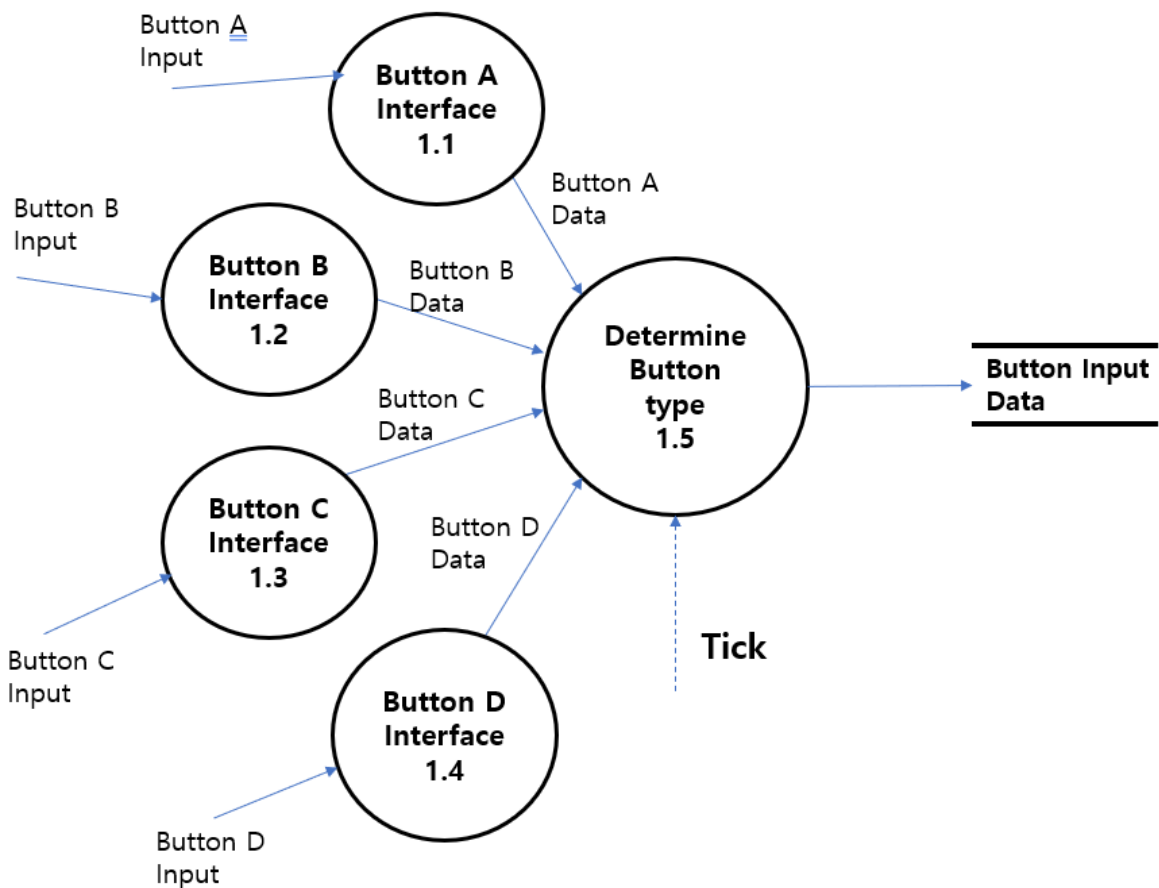 Button A
Input
Button A
Interface
1.1
Button A
Data
Button B
Input
Button B
Interface
1.2
Button B
Data
Determine
Button
type
1.5
Button Input
Data
Button C
Data
Button C
Interface
1.3
Button C
Input
Button D
Data
Tick
Button D
Interface
1.4
Button D
Input